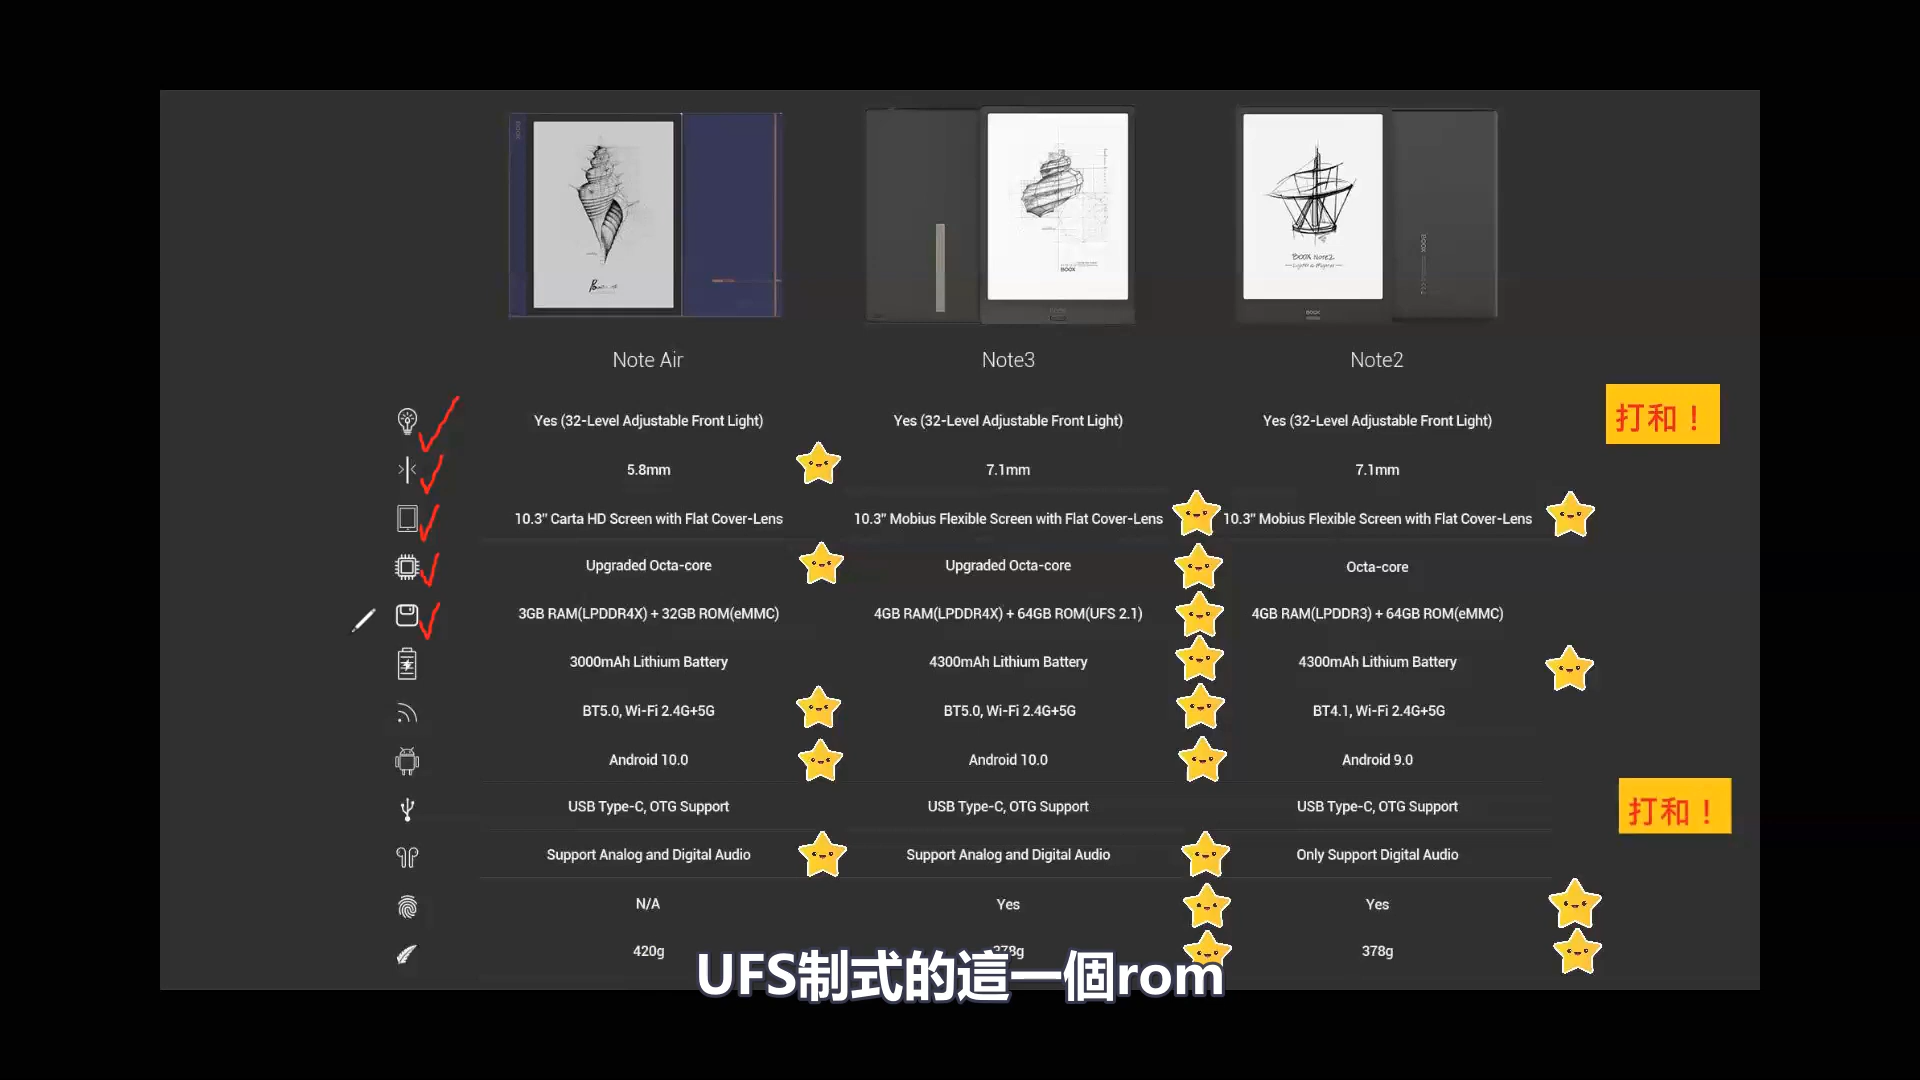 BOOX
BOOX
BOOX Note2
BOOX
BOOX
Note Air
Note3
Note2
Yes (32-Level Adjustable Front Light)
Yes (32-Level Adjustable Front Light)
Yes (32-Level Adjustable Front Light)
打和！
5.8mm
7.1mm
7.1mm
10.3" Carta HD Screen with Flat Cover-Lens
10.3" Mobius Flexible Screen with Flat Cover-Lens
10.3" Mobius Flexible Screen with Flat Cover-Lens
Upgraded Octa-core
Upgraded Octa-core
Octa-core
3GB RAM(LPDDR4X) + 32GB ROM(eMMC)
4GB RAM(LPDDR4X) + 64GB ROM(UFS 2.1)
4GB RAM(LPDDR3) + 64GB ROM(eMMC)
3000mAh Lithium Battery
4300mAh Lithium Battery
4300mAh Lithium Battery
BT5.0, Wi-Fi 2.4G+5G
BT5.0, Wi-Fi 2.4G+5G
BT4.1, Wi-Fi 2.4G+5G
Android 10.0
Android 10.0
Android 9.0
USB Type-C, OTG Support
USB Type-C, OTG Support
USB Type-C, OTG Support
打和！
Support Analog and Digital Audio
Support Analog and Digital Audio
Only Support Digital Audio
N/A
Yes
Yes
420g
378g
378g
UFS制式的這一個rom